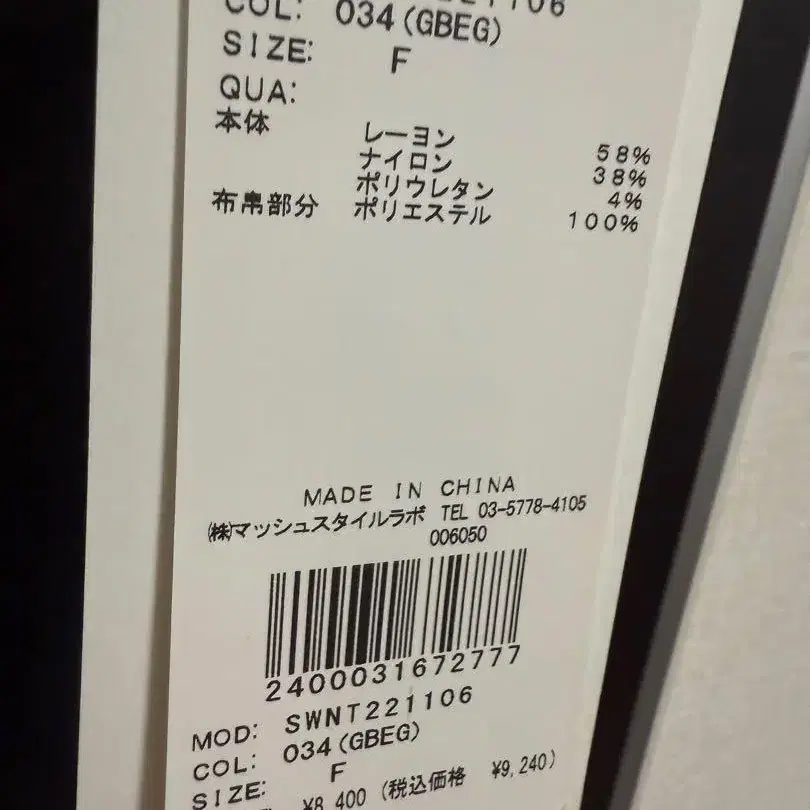 COL: 034(GBEG)
SIZE: F
QUA:
本体 レーヨン 58%
ナイロン 38%
ポリウレタン 4%
布帛部分 ポリエステル 100%
MADE IN CHINA
㈱マッシュスタイルラボ TEL 03-5778-4105
006050
2400031672777
MOD: SWNT221106
COL: 034(GBEG)
SIZE: F
¥8,400 (税込価格 ¥9,240)